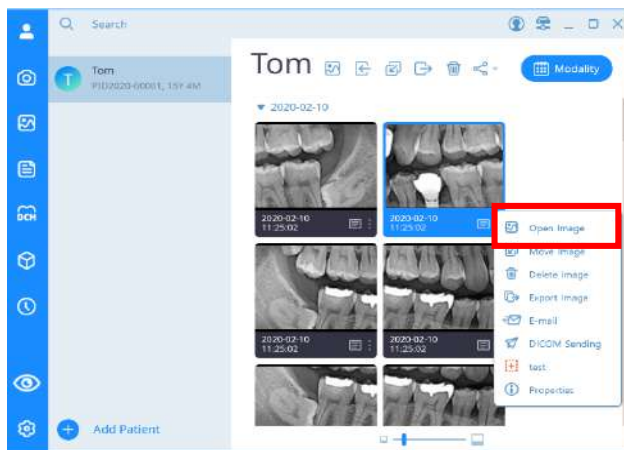 Search
Tom
PID2020-00001, 15Y 4M
Tom
Modality
2020-02-10
2020-02-10
11:25:02
2020-02-10
11:25:02
Open Image
Move Image
Delete Image
Export Image
E-mail
DICOM Sending
test
Properties
2020-02-10
11:25:02
2020-02-10
11:25:02
DCM
Add Patient